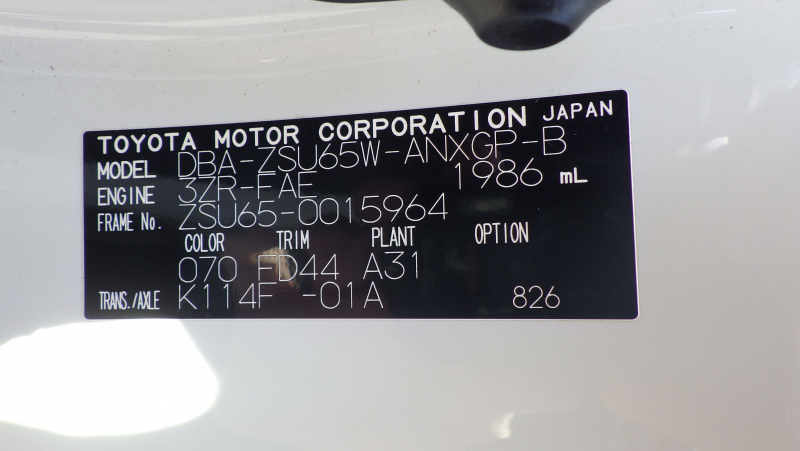 TOYOTA MOTOR CORPORATION JAPAN
MODEL DBA-ZSU65W-ANXGP-B
ENGINE 3ZR-FAE 1986 mL
FRAME No. ZSU65-0015964
COLOR TRIM PLANT OPTION
070 FD44 A31
TRANS./AXLE K114F -01A 826